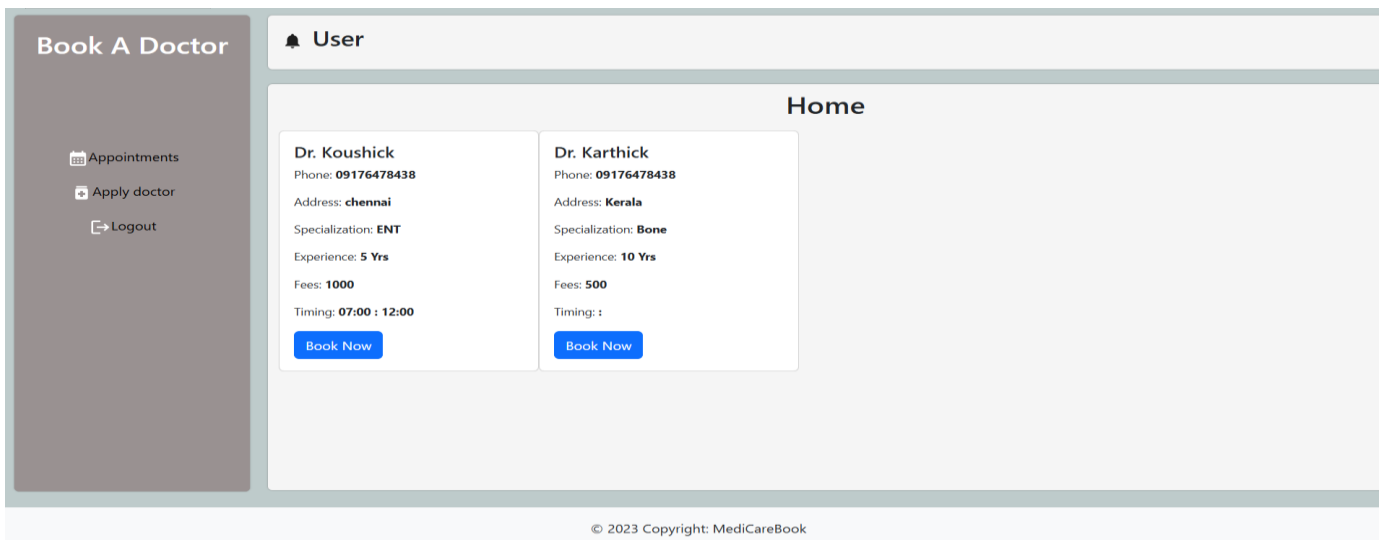 Book A Doctor
Appointments
Apply doctor
Logout
User
Home
Dr. Koushick
Phone: 09176478438
Address: chennai
Specialization: ENT
Experience: 5 Yrs
Fees: 1000
Timing: 07:00 : 12:00
Book Now
Dr. Karthick
Phone: 09176478438
Address: Kerala
Specialization: Bone
Experience: 10 Yrs
Fees: 500
Timing: :
Book Now
© 2023 Copyright: MediCareBook